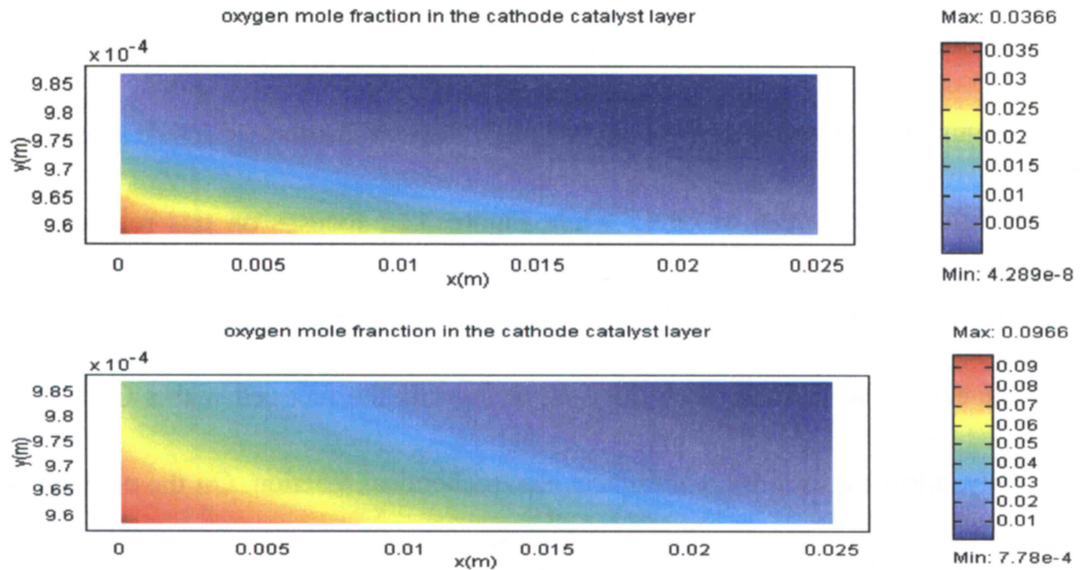 oxygen mole fraction in the cathode catalyst layer
Max: 0.0366
x 10-4
9.85
9.8
9.75
9.7
9.65
9.6
y(m)
0 0.005 0.01 0.015 0.02 0.025
x(m)
0.035
0.03
0.025
0.02
0.015
0.01
0.005
Min: 4.289e-8
oxygen mole franction in the cathode catalyst layer
Max: 0.0966
x 10-4
9.85
9.8
9.75
9.7
9.65
9.6
y(m)
0 0.005 0.01 0.015 0.02 0.025
x(m)
0.09
0.08
0.07
0.06
0.05
0.04
0.03
0.02
0.01
Min: 7.78e-4